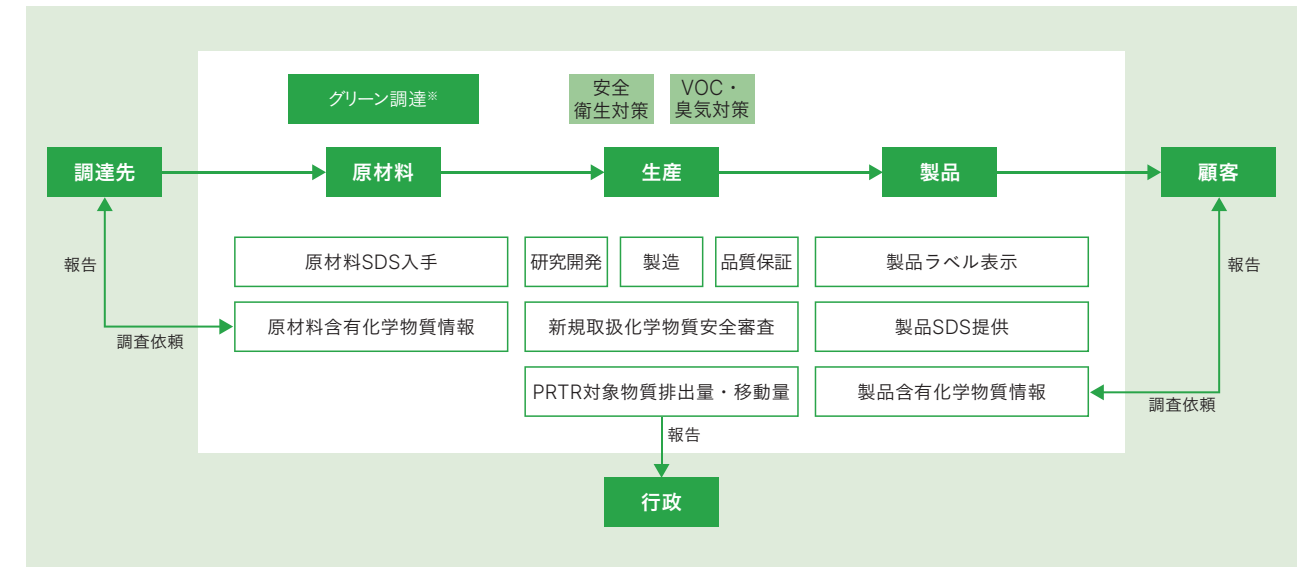 グリーン調達※
安全
衛生対策
VOC・
臭気対策
調達先
原材料
生産
製品
顧客
報告
原材料SDS入手
研究開発
製造
品質保証
製品ラベル表示
報告
原材料含有化学物質情報
新規取扱化学物質安全審査
製品SDS提供
調査依頼
PRTR対象物質排出量・移動量
製品含有化学物質情報
調査依頼
報告
行政